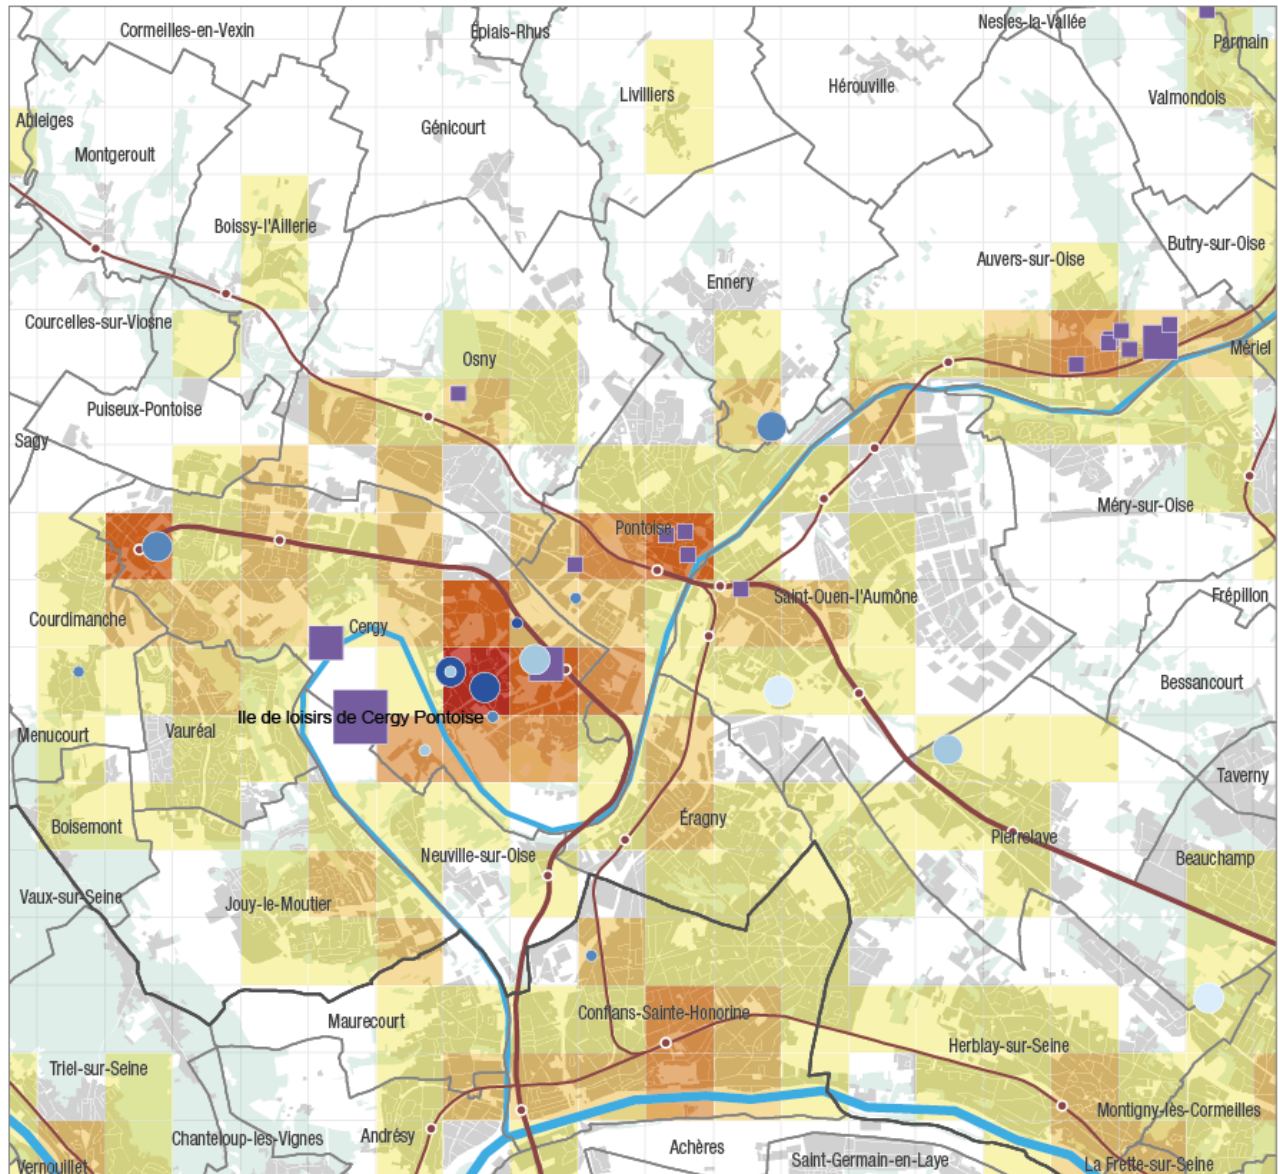 Cormeilles-en-Vexin
Épiais-Rhus
Nesles-la-Vallée
Parmain
Livilliers
Hérouville
Valmondois
Ableiges
Génicourt
Montgeroult
Boissy-l'Aillerie
Butry-sur-Oise
Auvers-sur-Oise
Ennery
Courcelles-sur-Viosne
Mériel
Osny
Puiseux-Pontoise
Sagy
Méry-sur-Oise
Pontoise
Frépillon
Saint-Ouen-l'Aumône
Courdimanche
Cergy
Bessancourt
Ile de loisirs de Cergy Pontoise
Vauréal
Menucourt
Taverny
Éragny
Boisemont
Pierrelaye
Neuville-sur-Oise
Beauchamp
Vaux-sur-Seine
Jouy-le-Moutier
Conflans-Sainte-Honorine
Maurecourt
Herblay-sur-Seine
Triel-sur-Seine
Montigny-lès-Cormeilles
Chanteloup-les-Vignes
Andrésy
Achères
Saint-Germain-en-Laye
La Frette-sur-Seine
Vernouillet